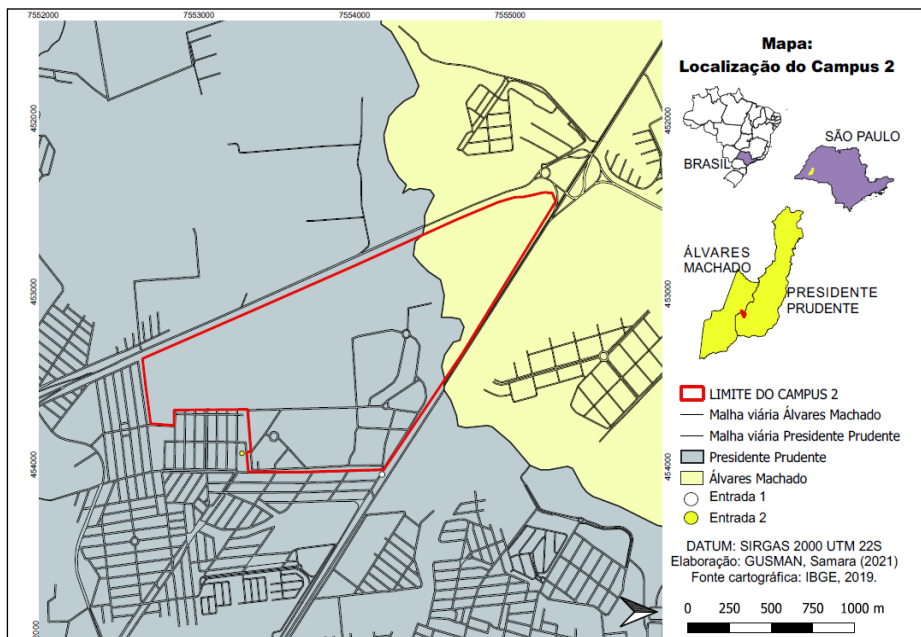 7552000
7553000
7554000
7555000
452000
452000
453000
453000
454000
454000
Mapa:
Localização do Campus 2
SÃO PAULO
BRASIL
ÁLVARES
MACHADO
PRESIDENTE
PRUDENTE
LIMITE DO CAMPUS 2
Malha viária Álvares Machado
Malha viária Presidente Prudente
Presidente Prudente
Álvares Machado
Entrada 1
Entrada 2
DATUM: SIRGAS 2000 UTM 22S
Elaboração: GUSMAN, Samara (2021)
Fonte cartográfica: IBGE, 2019.
0 250 500 750 1000 m